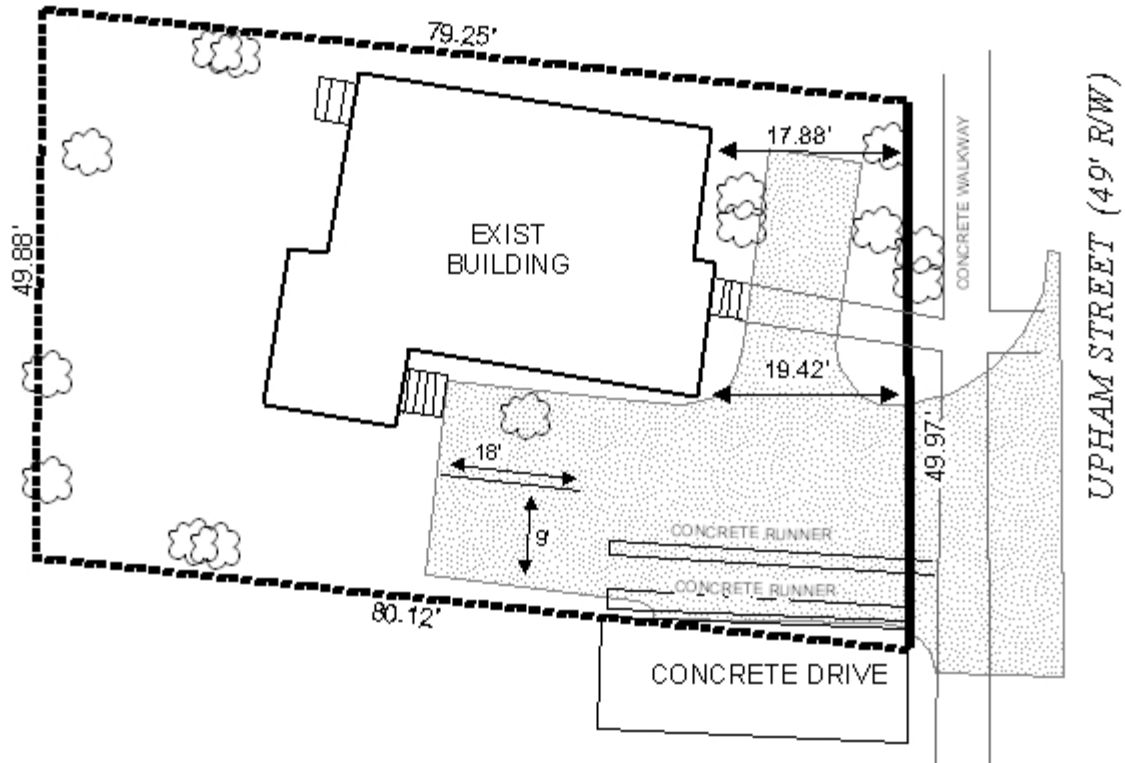 79.25'
17.88'
CONCRETE WALKWAY
UPHAM STREET (49' R/W)
EXIST
BUILDING
49.88'
19.42'
49.97'
18'
9'
CONCRETE RUNNER
CONCRETE RUNNER
80.12'
CONCRETE DRIVE